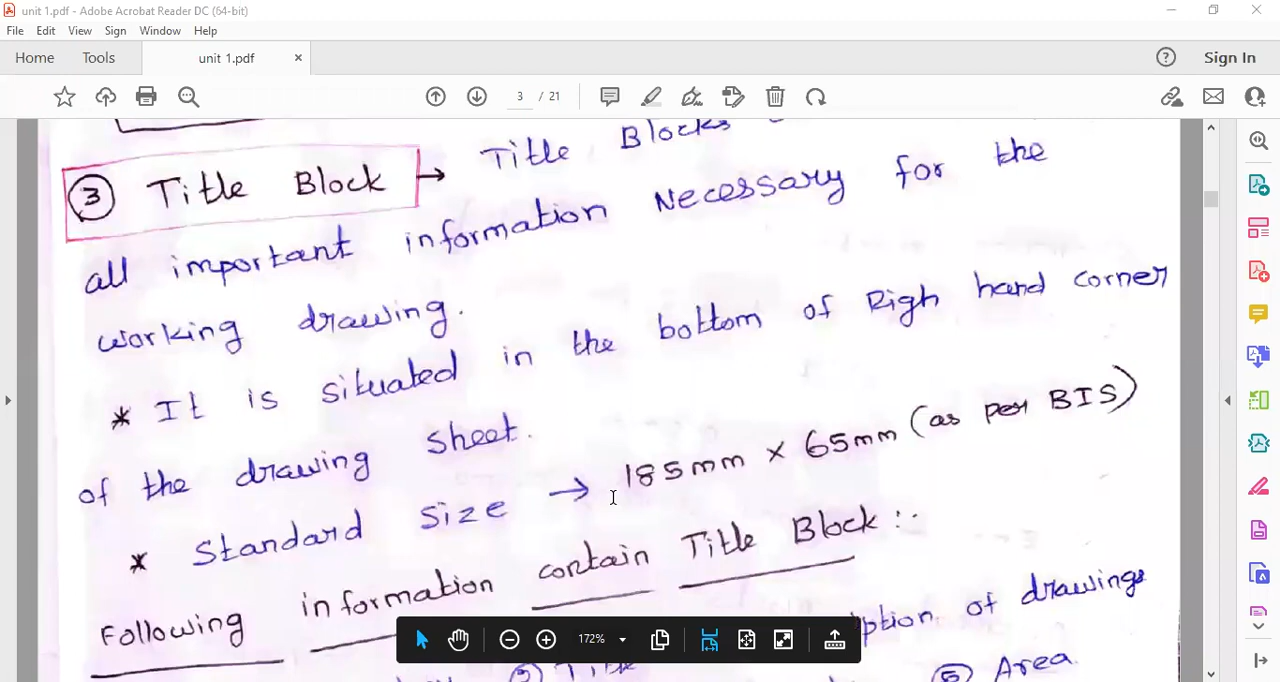 unit 1.pdf - Adobe Acrobat Reader DC (64-bit)
File Edit View Sign Window Help
Home Tools unit 1.pdf × Sign In
3 / 21
③ Title Block → Title Blocks
all important information Necessary for the
working drawing.
* It is situated in the bottom of Righ hand corner
of the drawing sheet.
* Standard Size → 185mm × 65mm (as per BIS)
Following information contain Title Block :-
of drawings
172%
⑤ Area